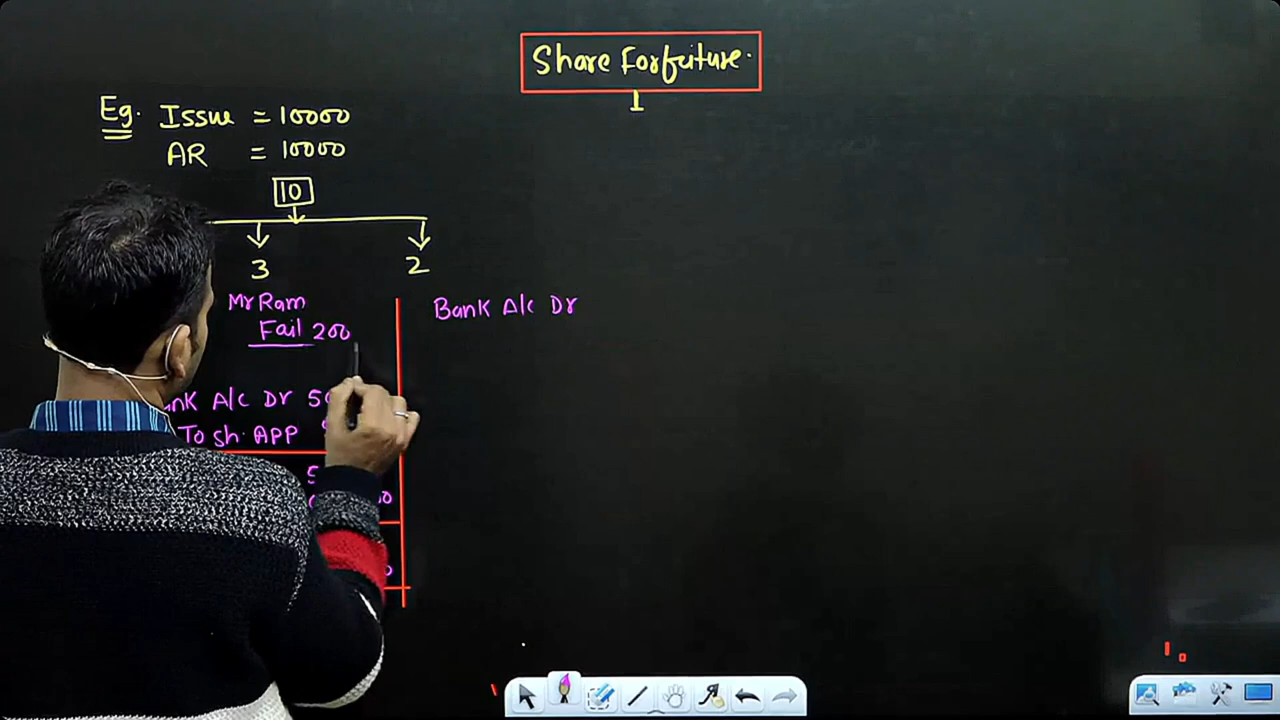 Share Forfeiture.
1
Eg. Issue = 10000
AR = 10000
10
3 2
Mr Ram
Fail 200
A/c Dr
To sh. APP
Bank A/c Dr